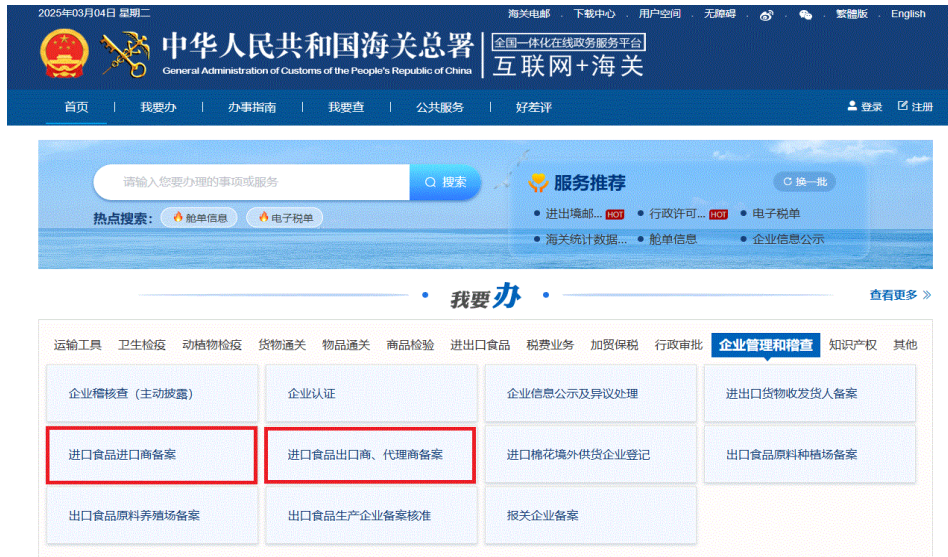 2025年03月04日 星期二
海关电邮 . 下载中心 . 用户空间 . 无障碍 . . . 繁體版 . English
中华人民共和国海关总署
General Administration of Customs of the People's Republic of China
全国一体化在线政务服务平台
互联网+海关
首页 | 我要办 | 办事指南 | 我要查 | 公共服务 | 好差评
登录 注册
请输入您要办理的事项或服务 搜索
热点搜索： 舱单信息 电子税单
服务推荐 换一批
进出境邮... HOT 行政许可... HOT 电子税单
海关统计数据... 舱单信息 企业信息公示
我要办
查看更多 》
运输工具 卫生检疫 动植物检疫 货物通关 物品通关 商品检验 进出口食品 税费业务 加贸保税 行政审批 企业管理和稽查 知识产权 其他
企业稽核查（主动披露） 企业认证 企业信息公示及异议处理 进出口货物收发货人备案
进口食品进口商备案 进口食品出口商、代理商备案 进口棉花境外供货企业登记 出口食品原料种植场备案
出口食品原料养殖场备案 出口食品生产企业备案核准 报关企业备案